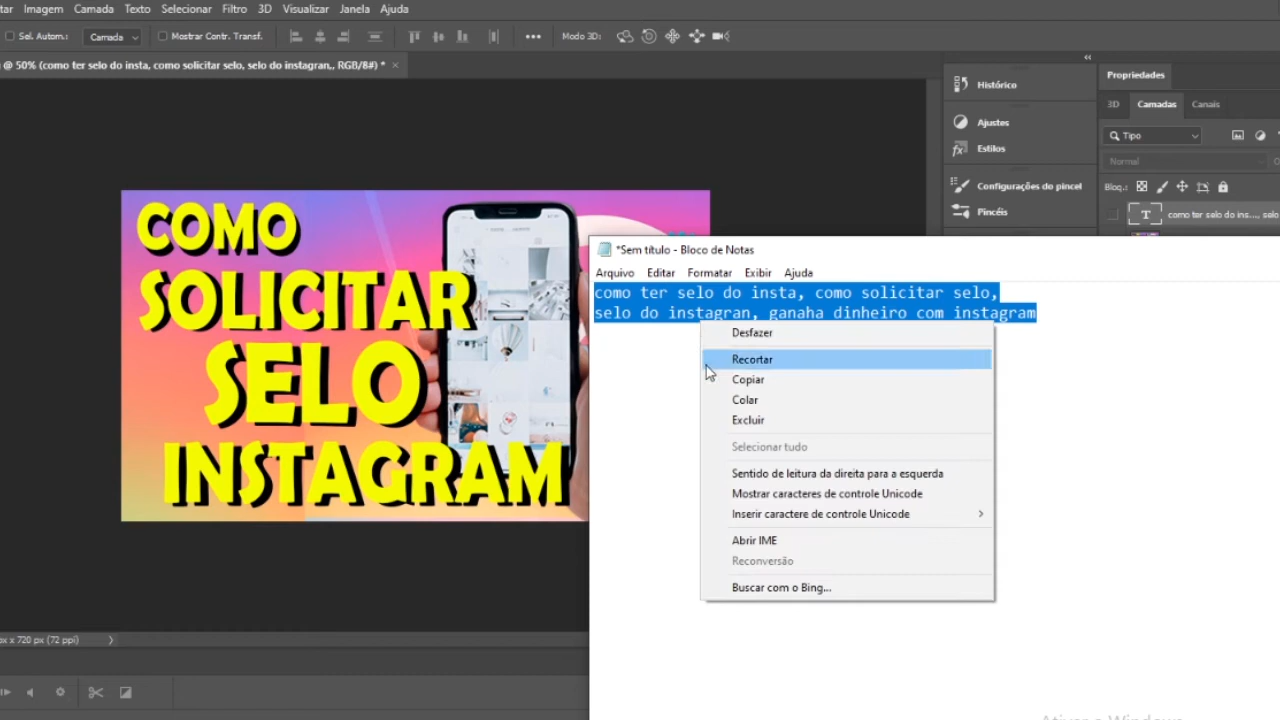 Imagem Camada Texto Selecionar Filtro 3D Visualizar Janela Ajuda
Sel. Autom.: Camada Mostrar Contr. Transf. ••• Modo 3D:
@ 50% (como ter selo do insta, como solicitar selo, selo do instagran,, RGB/8#) * ×
Histórico
Ajustes
Estilos
Configurações do pincel
Pincéis
Propriedades
3D Camadas Canais
Tipo
Normal
Bloq.:
T como ter selo do ins..., selo
COMO
SOLICITAR
SELO
INSTAGRAM
*Sem título - Bloco de Notas
Arquivo Editar Formatar Exibir Ajuda
como ter selo do insta, como solicitar selo,
selo do instagran, ganaha dinheiro com instagram
Desfazer
Recortar
Copiar
Colar
Excluir
Selecionar tudo
Sentido de leitura da direita para a esquerda
Mostrar caracteres de controle Unicode
Inserir caractere de controle Unicode
Abrir IME
Reconversão
Buscar com o Bing...
px x 720 px (72 ppi)